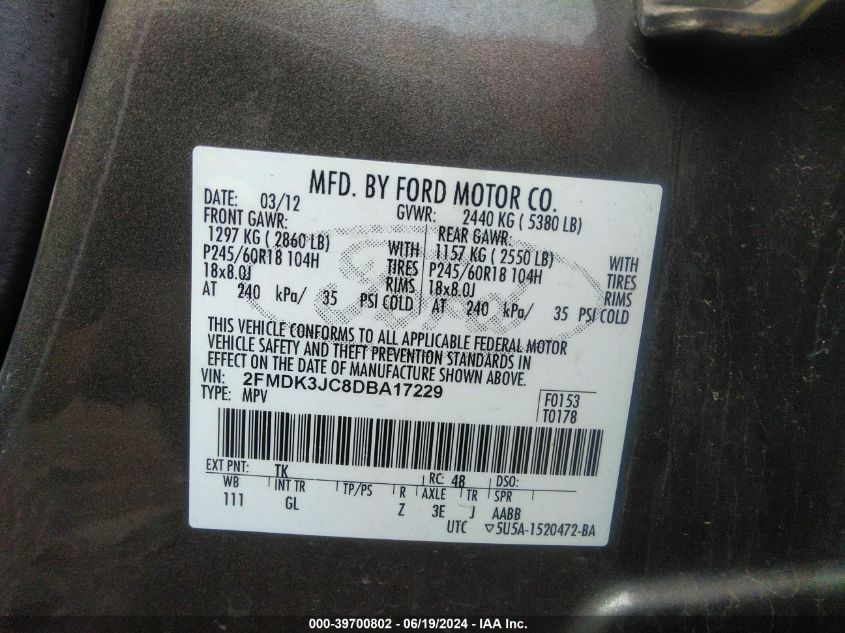 MFD. BY FORD MOTOR CO.
DATE: 03/12 GVWR: 2440 KG ( 5380 LB)
FRONT GAWR: REAR GAWR:
1297 KG ( 2860 LB) WITH 1157 KG ( 2550 LB) WITH
P245/60R18 104H TIRES P245/60R18 104H TIRES
18x8.0J RIMS 18x8.0J RIMS
AT 240 kPa/ 35 PSI COLD AT 240 kPa/ 35 PSI COLD
Ford
THIS VEHICLE CONFORMS TO ALL APPLICABLE FEDERAL MOTOR
VEHICLE SAFETY AND THEFT PREVENTION STANDARDS IN
EFFECT ON THE DATE OF MANUFACTURE SHOWN ABOVE.
VIN: 2FMDK3JC8DBA17229
TYPE: MPV
F0153
T0178
EXT PNT: TK RC: 48 DSO:
WB INT TR TP/PS R AXLE TR SPR
111 GL Z 3E J AABB
UTC ▽5U5A-1520472-BA
000-39700802 - 06/19/2024 - IAA Inc.